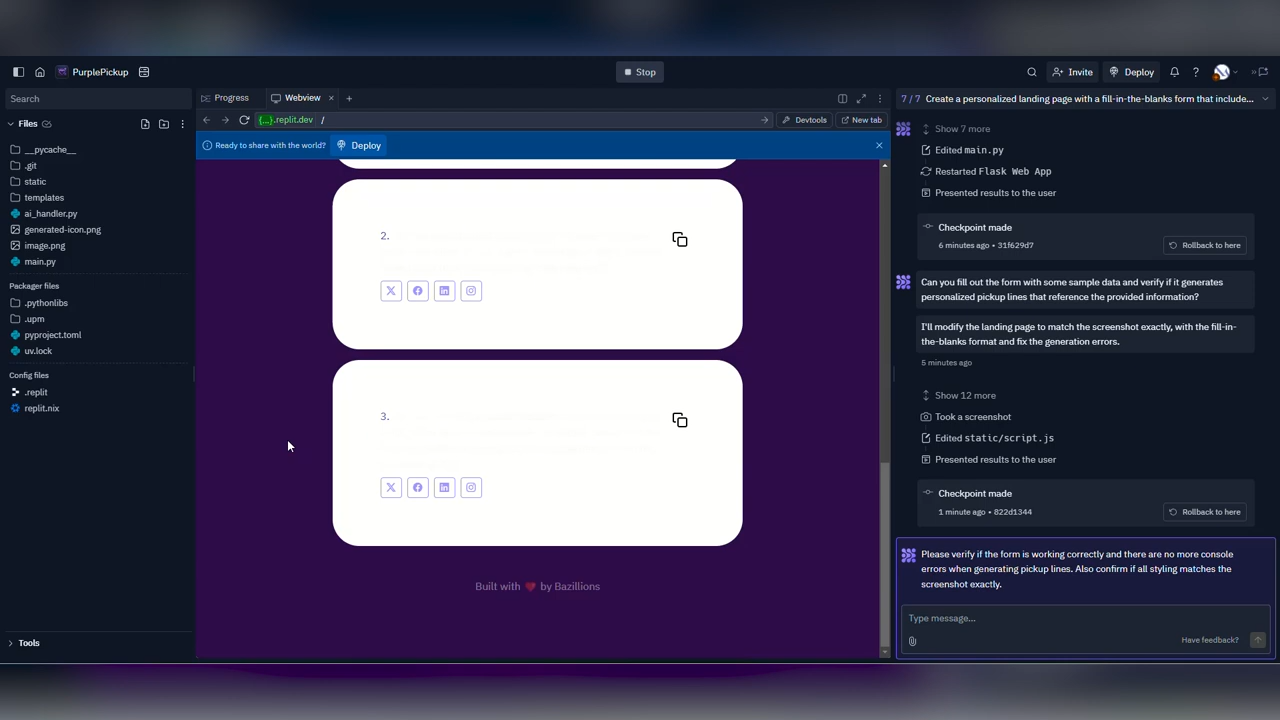 PurplePickup
Stop
Invite
Deploy
Search
Progress
Webview
7/7 Create a personalized landing page with a fill-in-the-blanks form that include...
Files
{...}.replit.dev /
Devtools
New tab
Ready to share with the world?
Deploy
__pycache__
.git
static
templates
ai_handler.py
generated-icon.png
image.png
main.py
Packager files
.pythonlibs
.upm
pyproject.toml
uv.lock
Config files
.replit
replit.nix
Tools
2.
3.
Built with ❤️ by Bazillions
Show 7 more
Edited main.py
Restarted Flask Web App
Presented results to the user
Checkpoint made
6 minutes ago • 31f629d7
Rollback to here
Can you fill out the form with some sample data and verify if it generates
personalized pickup lines that reference the provided information?
I'll modify the landing page to match the screenshot exactly, with the fill-in-
the-blanks format and fix the generation errors.
5 minutes ago
Show 12 more
Took a screenshot
Edited static/script.js
Presented results to the user
Checkpoint made
1 minute ago • 822d1344
Rollback to here
Please verify if the form is working correctly and there are no more console
errors when generating pickup lines. Also confirm if all styling matches the
screenshot exactly.
Type message...
Have feedback?